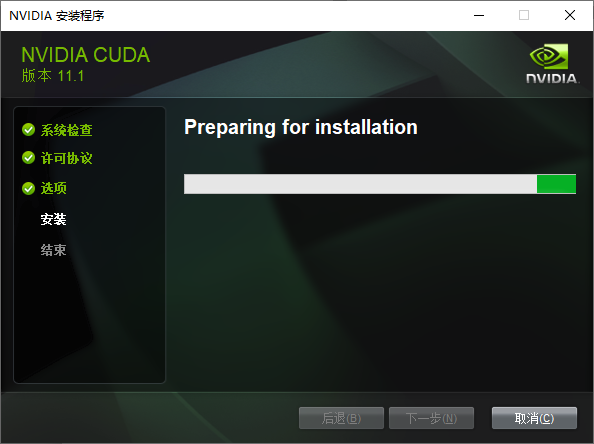 NVIDIA 安装程序
NVIDIA CUDA
版本 11.1
NVIDIA.
系统检查
许可协议
选项
安装
结束
Preparing for installation
后退(B)
下一步(N)
取消(C)